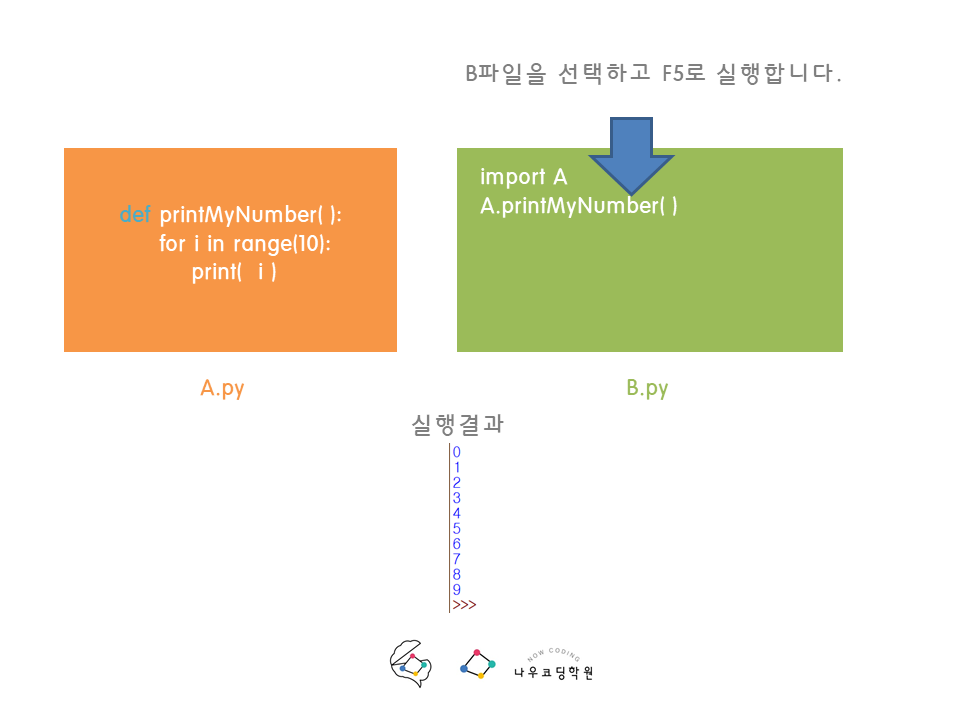 B파일을 선택하고 F5로 실행합니다.
def printMyNumber( ):
for i in range(10):
print(  i )
A.py
import A
A.printMyNumber( )
B.py
실행결과
0
1
2
3
4
5
6
7
8
9
>>>
NOW CODING
나우코딩학원